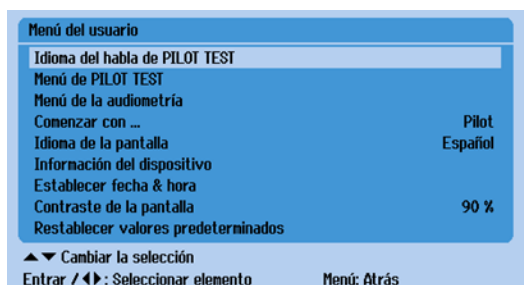 Menú del usuario
Idioma del habla de PILOT TEST
Menú de PILOT TEST
Menú de la audiometría
Comenzar con ... Pilot
Idioma de la pantalla Español
Información del dispositivo
Establecer fecha & hora
Contraste de la pantalla 90 %
Restablecer valores predeterminados
▲▼ Cambiar la selección
Entrar / ◀▶: Seleccionar elemento Menú: Atrás